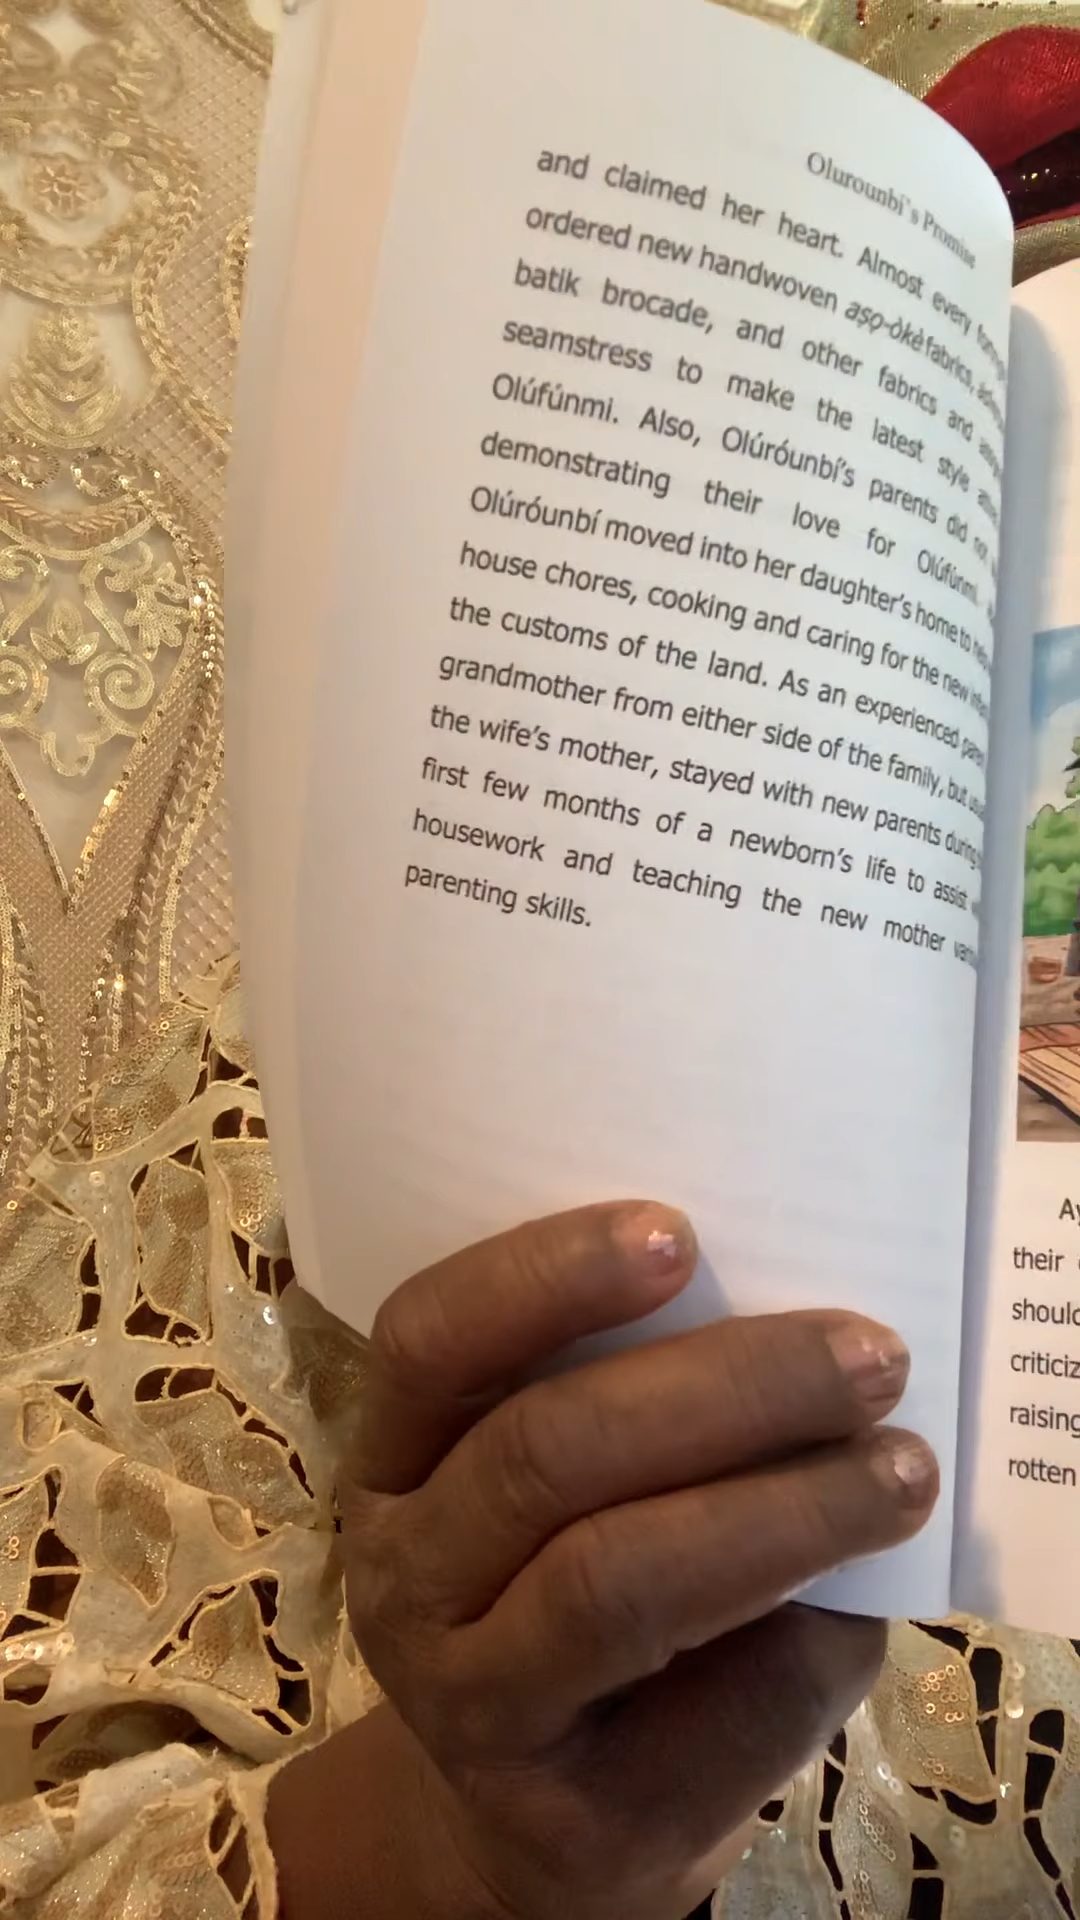 Olurounbi's Promise
and claimed her heart. Almost every
ordered new handwoven aṣọ-òkè fabrics,
batik brocade, and other fabrics and
seamstress to make the latest style
Olúfúnmi. Also, Olúróunbí's parents did not
demonstrating their love for Olúfúnmi.
Olúróunbí moved into her daughter's home to help
house chores, cooking and caring for the new
the customs of the land. As an experienced
grandmother from either side of the family, but
the wife's mother, stayed with new parents during
first few months of a newborn's life to assist
housework and teaching the new mother
parenting skills.
their
raising
rotten